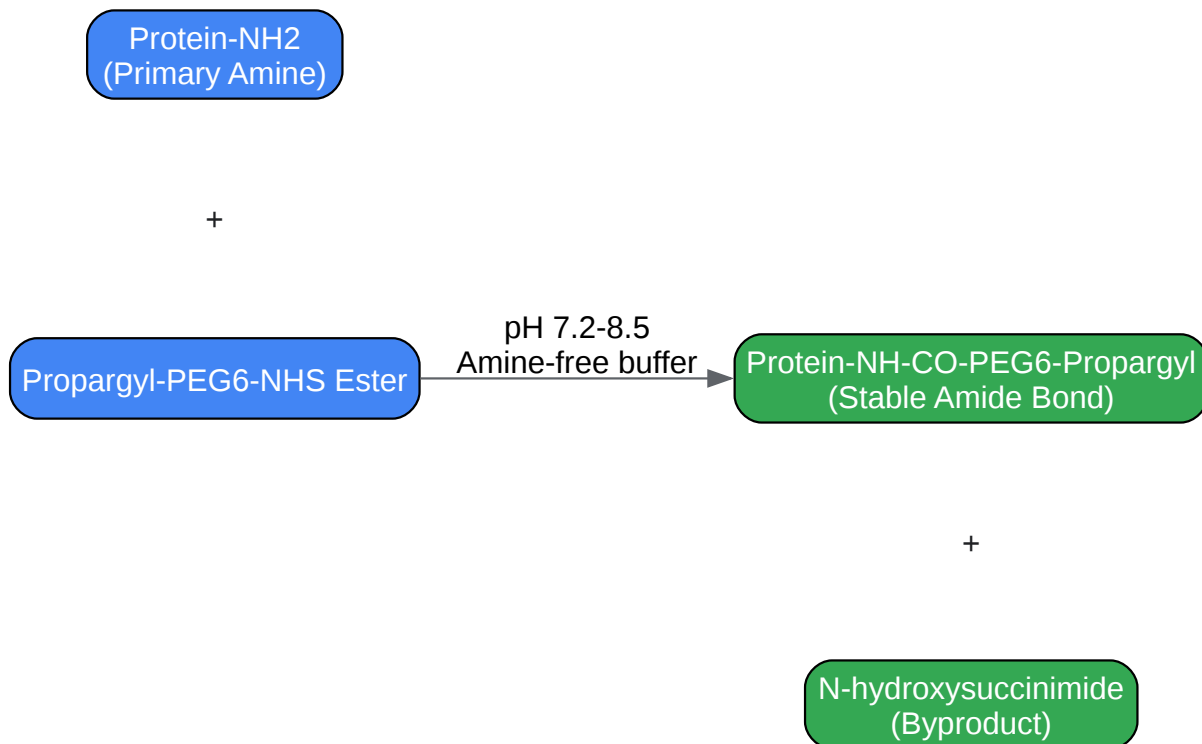 Protein-NH2
(Primary Amine)
+
Propargyl-PEG6-NHS Ester
pH 7.2-8.5
Amine-free buffer
Protein-NH-CO-PEG6-Propargyl
(Stable Amide Bond)
+
N-hydroxysuccinimide
(Byproduct)